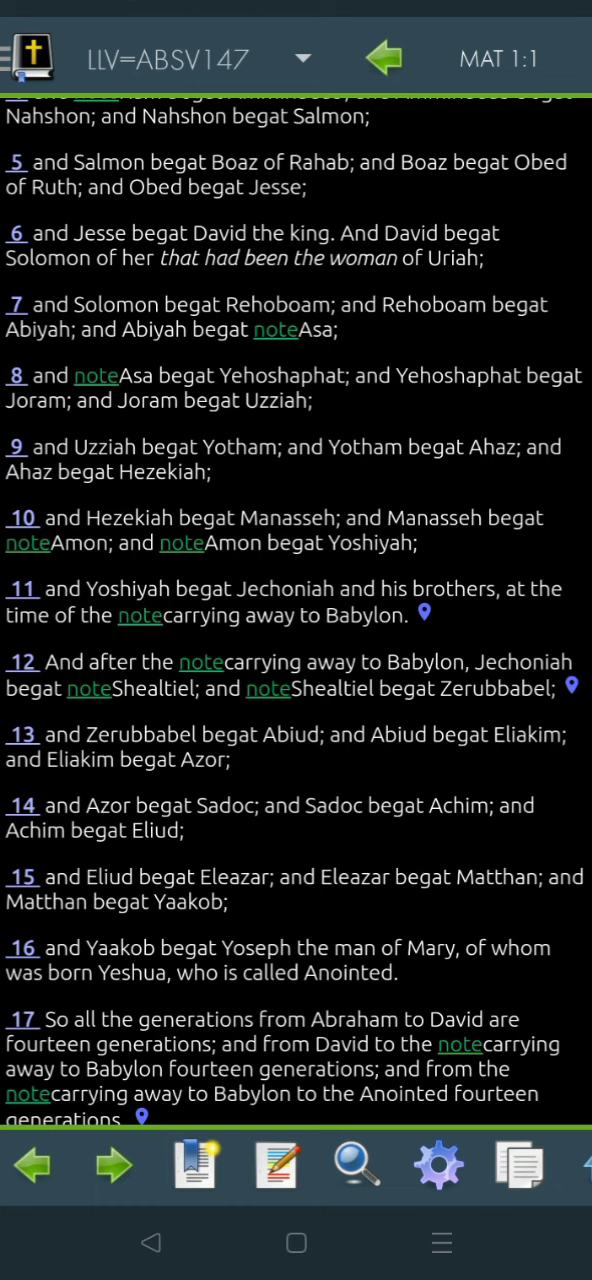 LLV=ABSV147
MAT 1:1
Nahshon; and Nahshon begat Salmon;
5 and Salmon begat Boaz of Rahab; and Boaz begat Obed
of Ruth; and Obed begat Jesse;
6 and Jesse begat David the king. And David begat
Solomon of her that had been the woman of Uriah;
7 and Solomon begat Rehoboam; and Rehoboam begat
Abiyah; and Abiyah begat noteAsa;
8 and noteAsa begat Yehoshaphat; and Yehoshaphat begat
Joram; and Joram begat Uzziah;
9 and Uzziah begat Yotham; and Yotham begat Ahaz; and
Ahaz begat Hezekiah;
10 and Hezekiah begat Manasseh; and Manasseh begat
noteAmon; and noteAmon begat Yoshiyah;
11 and Yoshiyah begat Jechoniah and his brothers, at the
time of the notecarrying away to Babylon.
12 And after the notecarrying away to Babylon, Jechoniah
begat noteShealtiel; and noteShealtiel begat Zerubbabel;
13 and Zerubbabel begat Abiud; and Abiud begat Eliakim;
and Eliakim begat Azor;
14 and Azor begat Sadoc; and Sadoc begat Achim; and
Achim begat Eliud;
15 and Eliud begat Eleazar; and Eleazar begat Matthan; and
Matthan begat Yaakob;
16 and Yaakob begat Yoseph the man of Mary, of whom
was born Yeshua, who is called Anointed.
17 So all the generations from Abraham to David are
fourteen generations; and from David to the notecarrying
away to Babylon fourteen generations; and from the
notecarrying away to Babylon to the Anointed fourteen
generations.